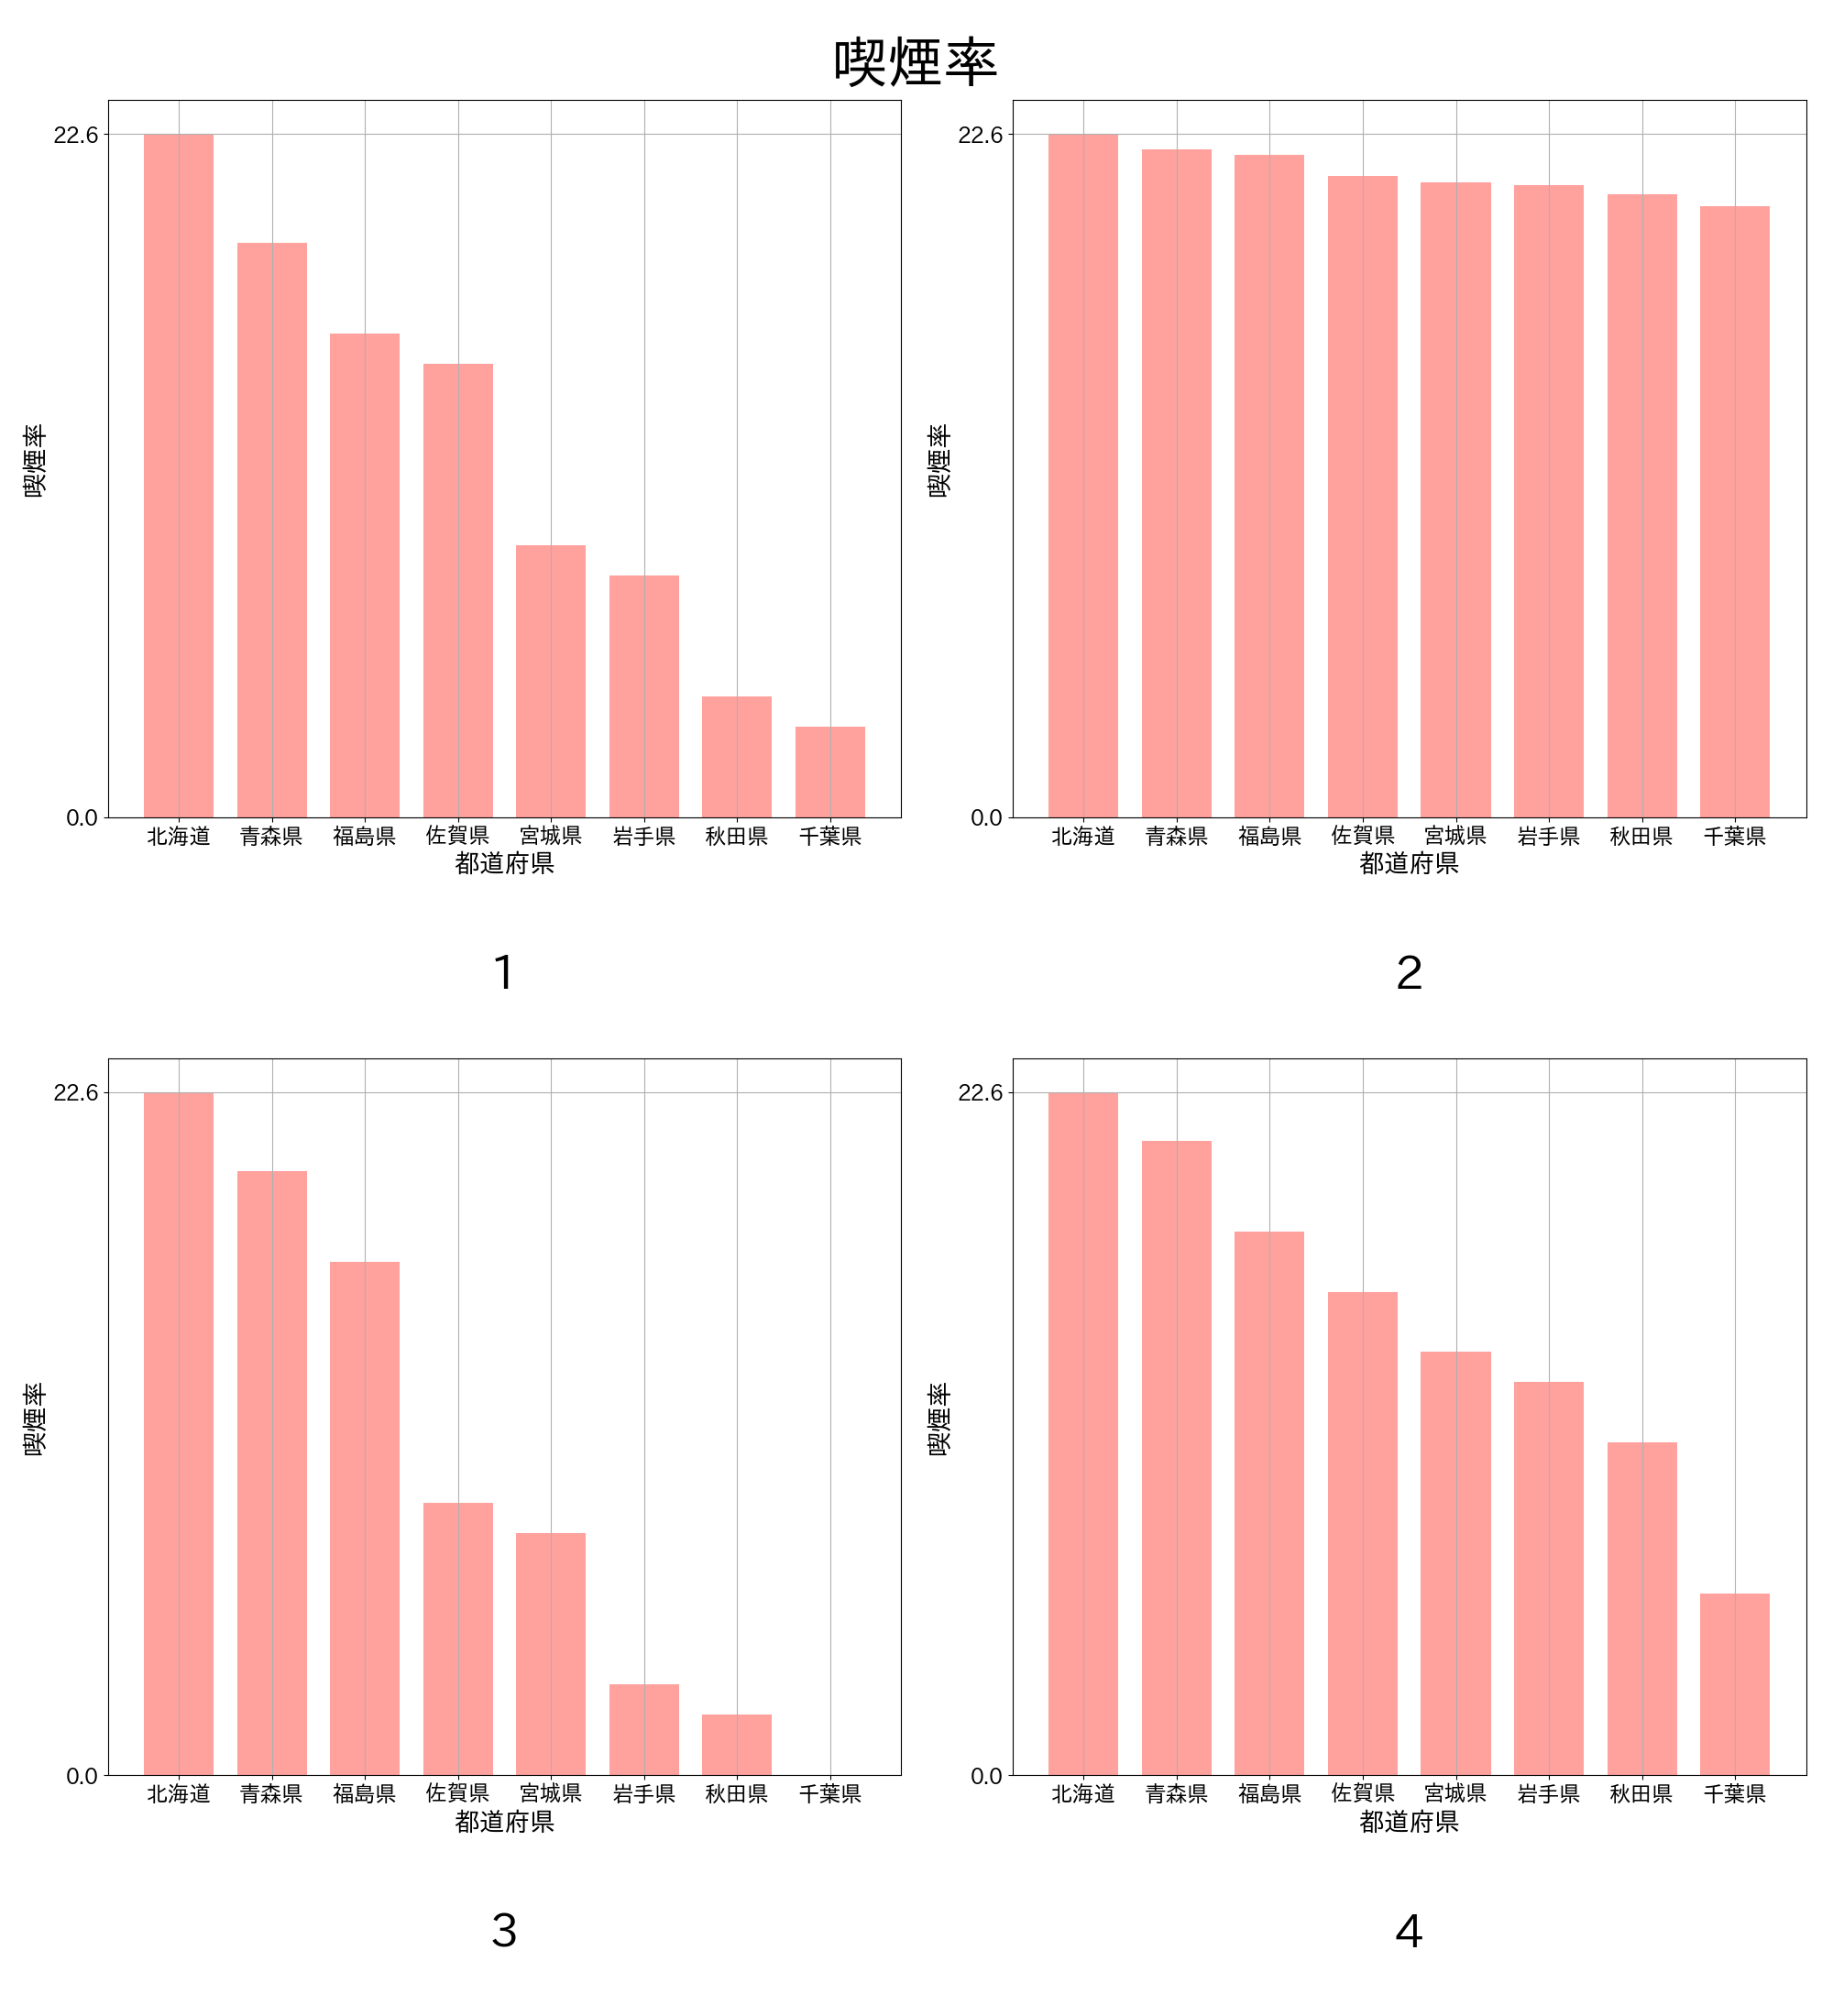 喫煙率
22.6
0.0
喫煙率
北海道 青森県 福島県 佐賀県 宮城県 岩手県 秋田県 千葉県
都道府県
1
22.6
0.0
喫煙率
北海道 青森県 福島県 佐賀県 宮城県 岩手県 秋田県 千葉県
都道府県
2
22.6
0.0
喫煙率
北海道 青森県 福島県 佐賀県 宮城県 岩手県 秋田県 千葉県
都道府県
3
22.6
0.0
喫煙率
北海道 青森県 福島県 佐賀県 宮城県 岩手県 秋田県 千葉県
都道府県
4